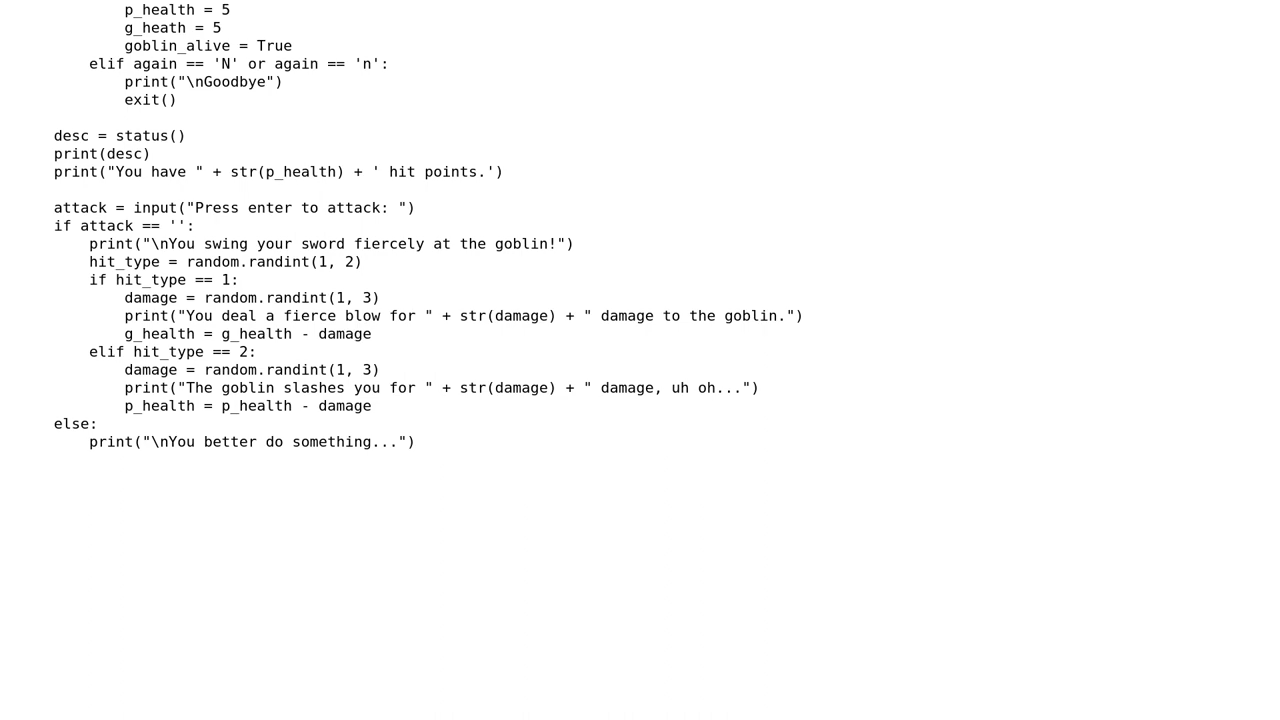 p_health = 5
g_heath = 5
goblin_alive = True
elif again == 'N' or again == 'n':
print("\nGoodbye")
exit()
desc = status()
print(desc)
print("You have " + str(p_health) + ' hit points.')
attack = input("Press enter to attack: ")
if attack == '':
print("\nYou swing your sword fiercely at the goblin!")
hit_type = random.randint(1, 2)
if hit_type == 1:
damage = random.randint(1, 3)
print("You deal a fierce blow for " + str(damage) + " damage to the goblin.")
g_health = g_health - damage
elif hit_type == 2:
damage = random.randint(1, 3)
print("The goblin slashes you for " + str(damage) + " damage, uh oh...")
p_health = p_health - damage
else:
print("\nYou better do something...")